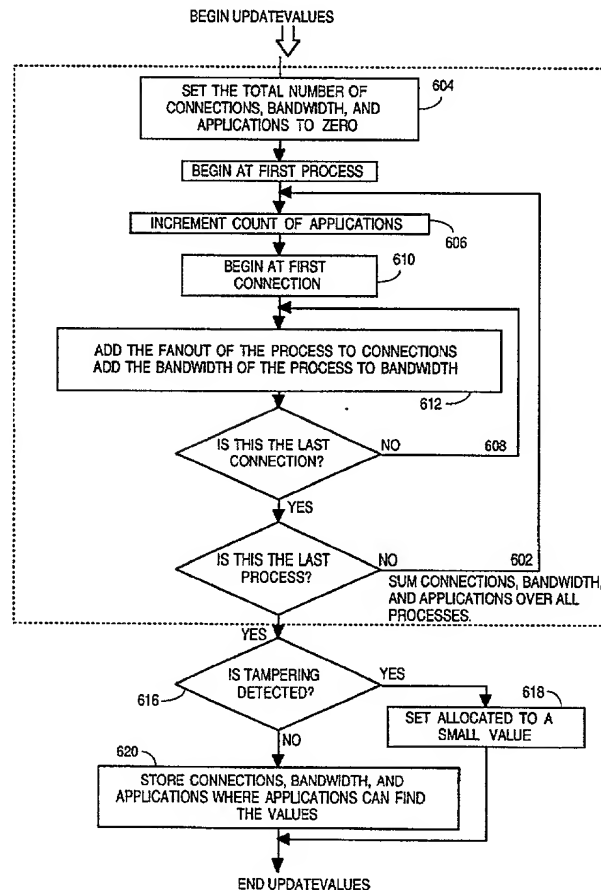 BEGIN UPDATEVALUES
SET THE TOTAL NUMBER OF
CONNECTIONS, BANDWIDTH, AND
APPLICATIONS TO ZERO
604
BEGIN AT FIRST PROCESS
INCREMENT COUNT OF APPLICATIONS
606
BEGIN AT FIRST
CONNECTION
610
ADD THE FANOUT OF THE PROCESS TO CONNECTIONS
ADD THE BANDWIDTH OF THE PROCESS TO BANDWIDTH
612
IS THIS THE LAST
CONNECTION?
NO
608
YES
IS THIS THE LAST
PROCESS?
NO
602
SUM CONNECTIONS, BANDWIDTH,
AND APPLICATIONS OVER ALL
PROCESSES.
YES
IS TAMPERING
DETECTED?
616
YES
618
SET ALLOCATED TO A
SMALL VALUE
NO
620
STORE CONNECTIONS, BANDWIDTH, AND
APPLICATIONS WHERE APPLICATIONS CAN FIND
THE VALUES
END UPDATEVALUES